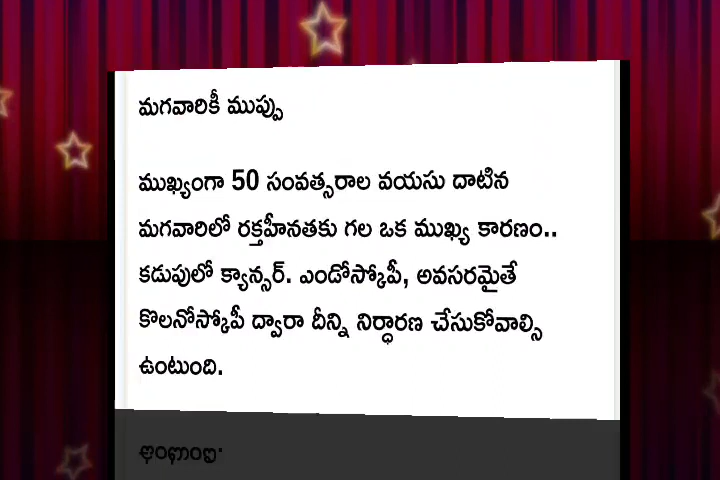 మగవారికీ ముప్పు
ముఖ్యంగా 50 సంవత్సరాల వయసు దాటిన
మగవారిలో రక్తహీనతకు గల ఒక ముఖ్య కారణం..
కడుపులో క్యాన్సర్. ఎండోస్కోపీ, అవసరమైతే
కొలనోస్కోపీ ద్వారా దీన్ని నిర్ధారణ చేసుకోవాల్సి
ఉంటుంది.